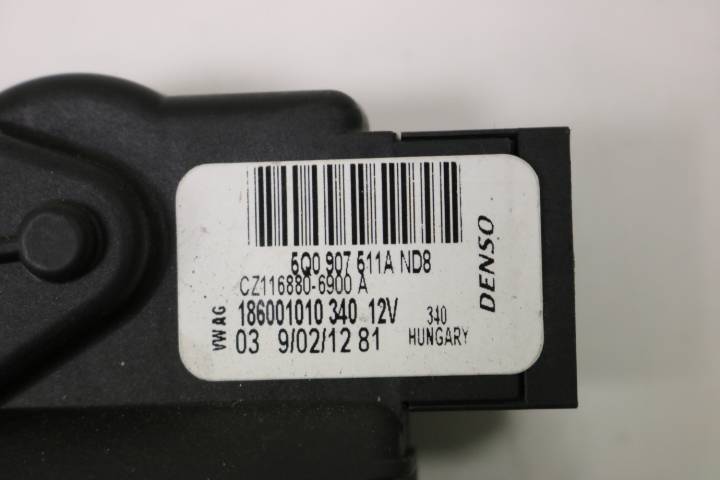 5Q0 907 511A ND8
CZ116880-6900 A
186001010 340 12V
03 9/02/12 81
VW AG
340
HUNGARY
DENSO